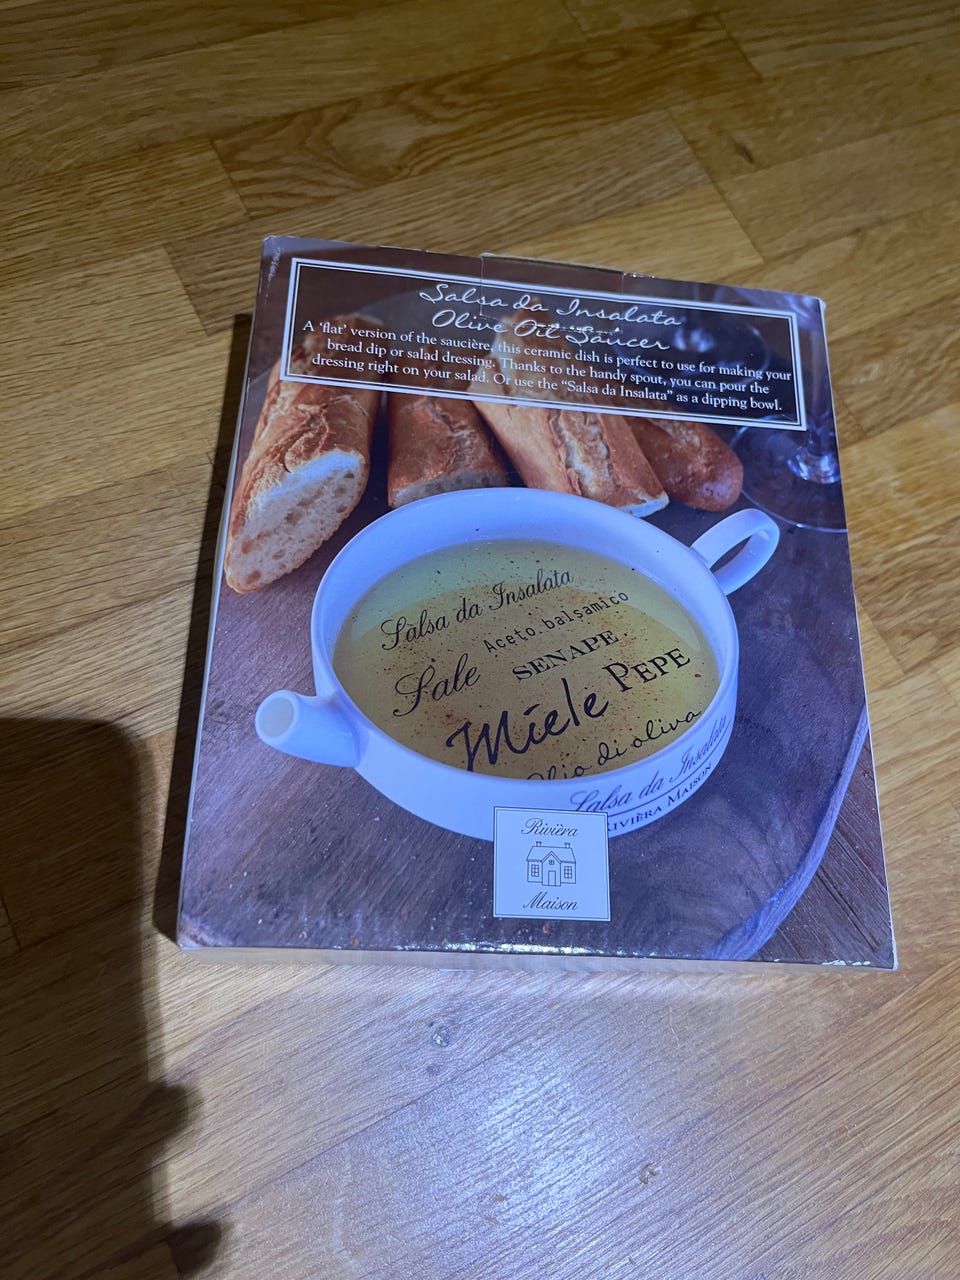 Salsa da Insalata
Olive Oil Saucer
A 'flat' version of the saucière, this ceramic dish is perfect to use for making your
bread dip or salad dressing. Thanks to the handy spout, you can pour the
dressing right on your salad. Or use the "Salsa da Insalata" as a dipping bowl.
Salsa da Insalata
Aceto balsamico
Sale SENAPE PEPE
Miele
Olio di oliva
Salsa da Insalata
RIVIÈRA MAISON
Rivièra
Maison